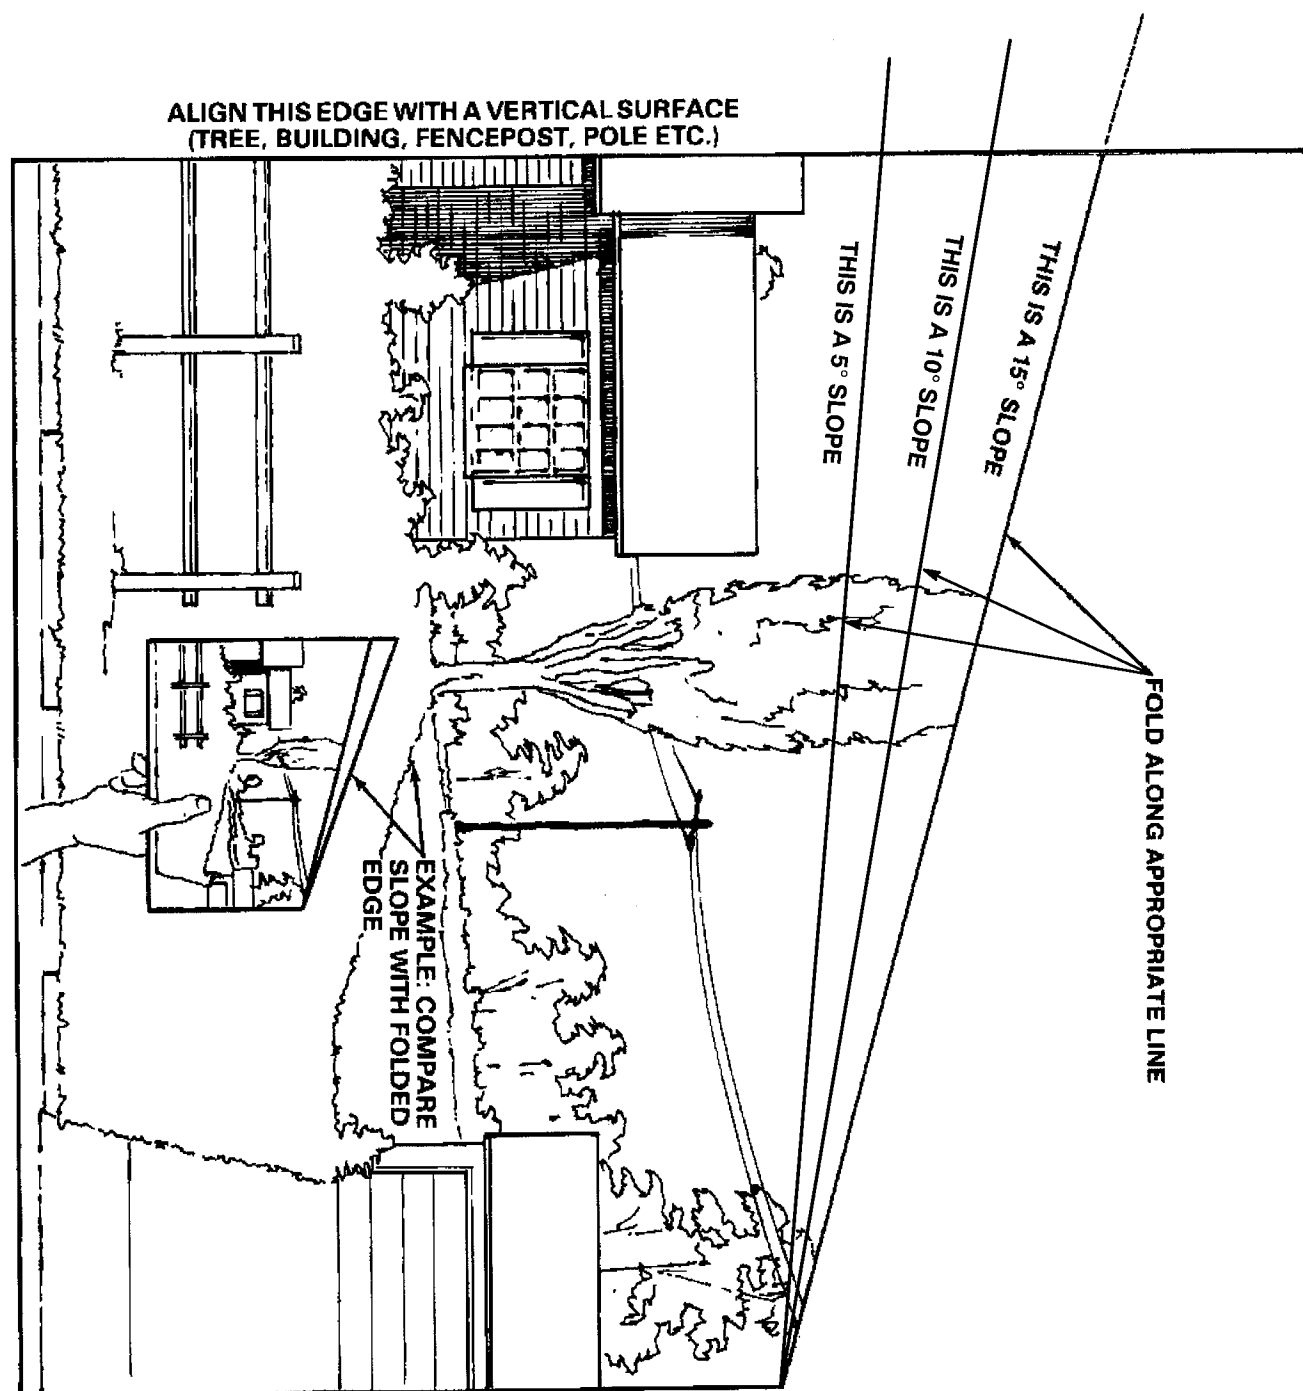 ALIGN THIS EDGE WITH A VERTICAL SURFACE
(TREE, BUILDING, FENCEPOST, POLE ETC.)
THIS IS A 5° SLOPE
THIS IS A 10° SLOPE
THIS IS A 15° SLOPE
FOLD ALONG APPROPRIATE LINE
EXAMPLE: COMPARE
SLOPE WITH FOLDED
EDGE